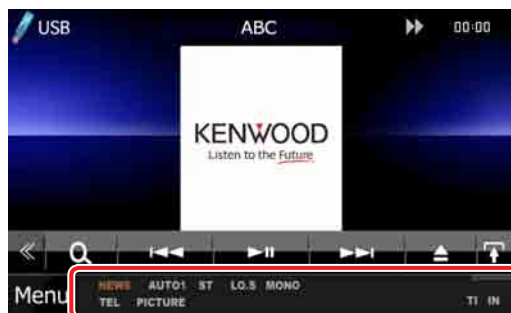 USB ABC 00:00
KENWOOD
Listen to the Future
Menu
NEWS AUTO1 ST LO.S MONO
TEL PICTURE TI IN